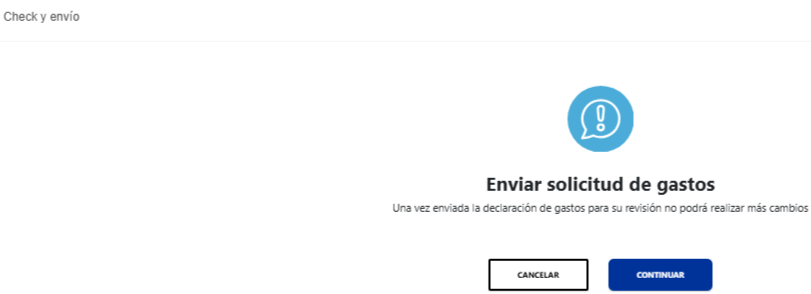 Check y envío
Enviar solicitud de gastos
Una vez enviada la declaración de gastos para su revisión no podrá realizar más cambios
CANCELAR
CONTINUAR